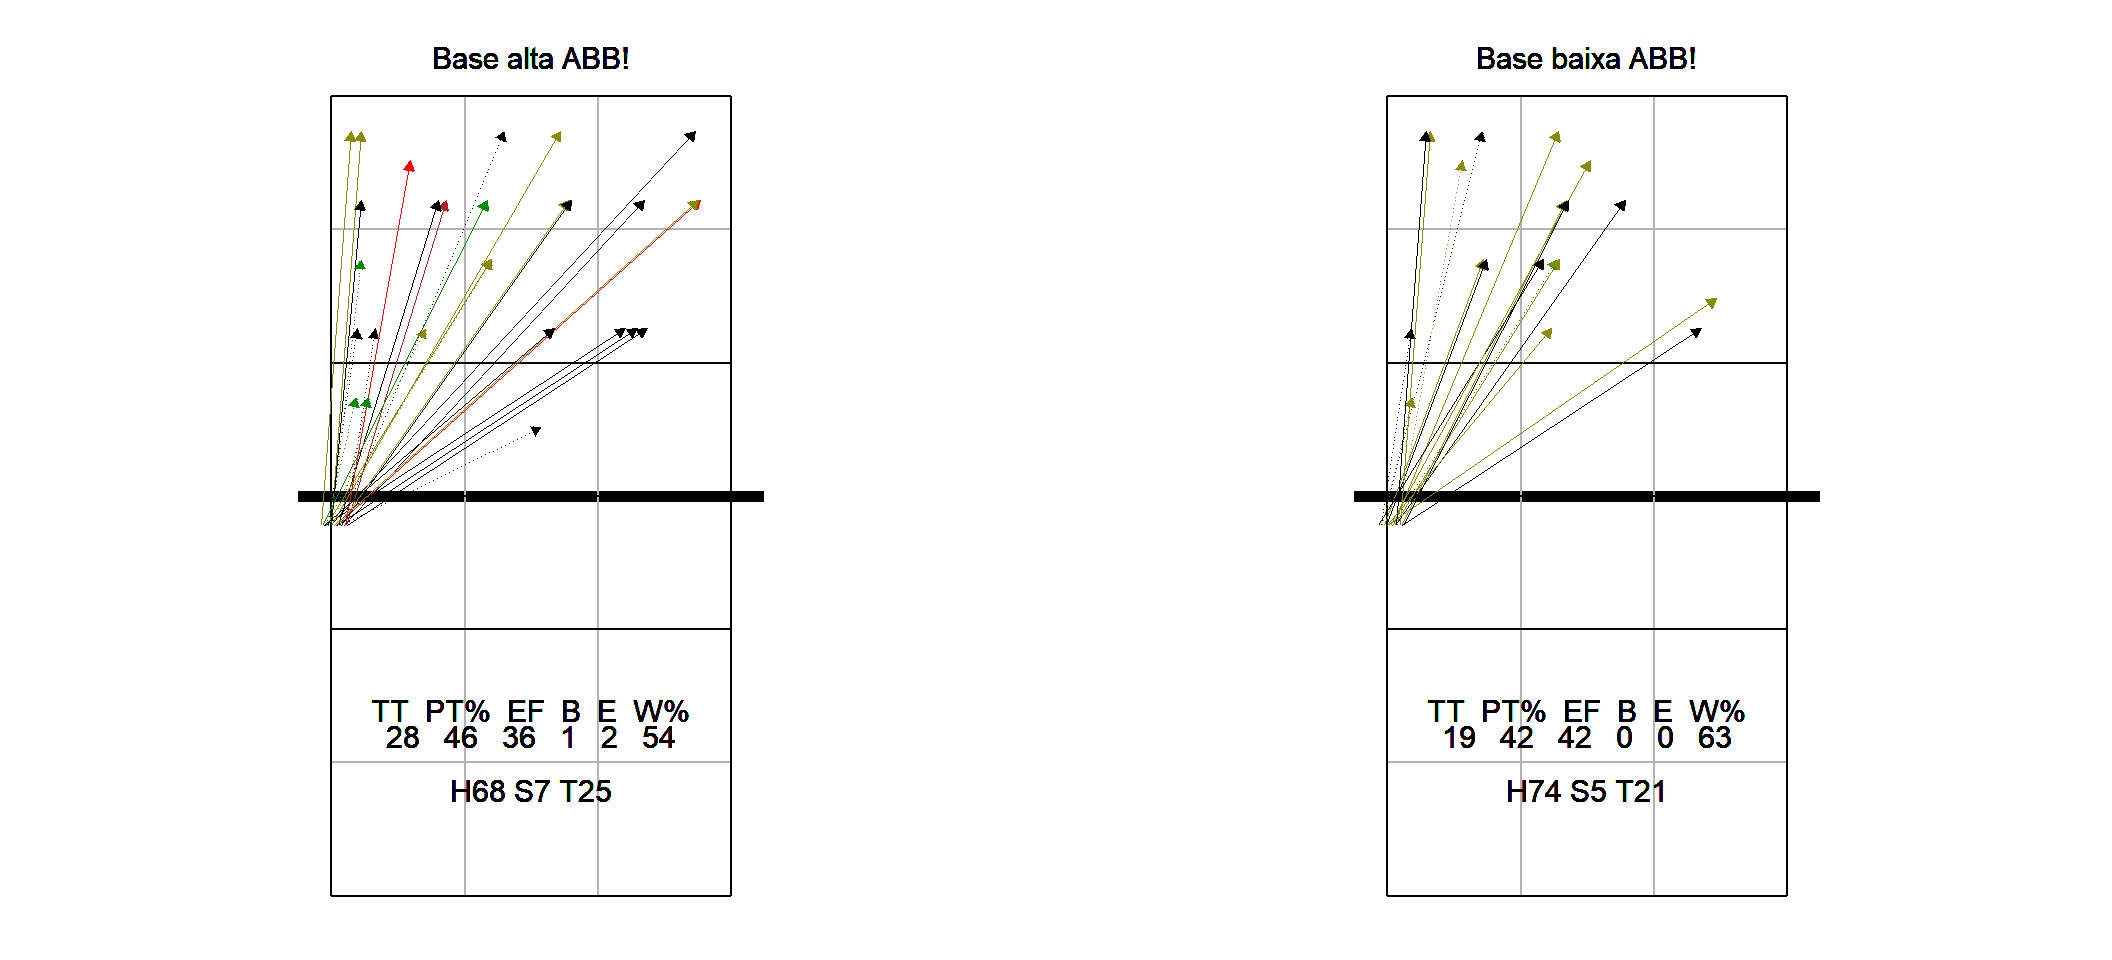 Base alta ABB!
TT PT% EF B E W%
28 46 36 1 2 54
H68 S7 T25
Base baixa ABB!
TT PT% EF B E W%
19 42 42 0 0 63
H74 S5 T21